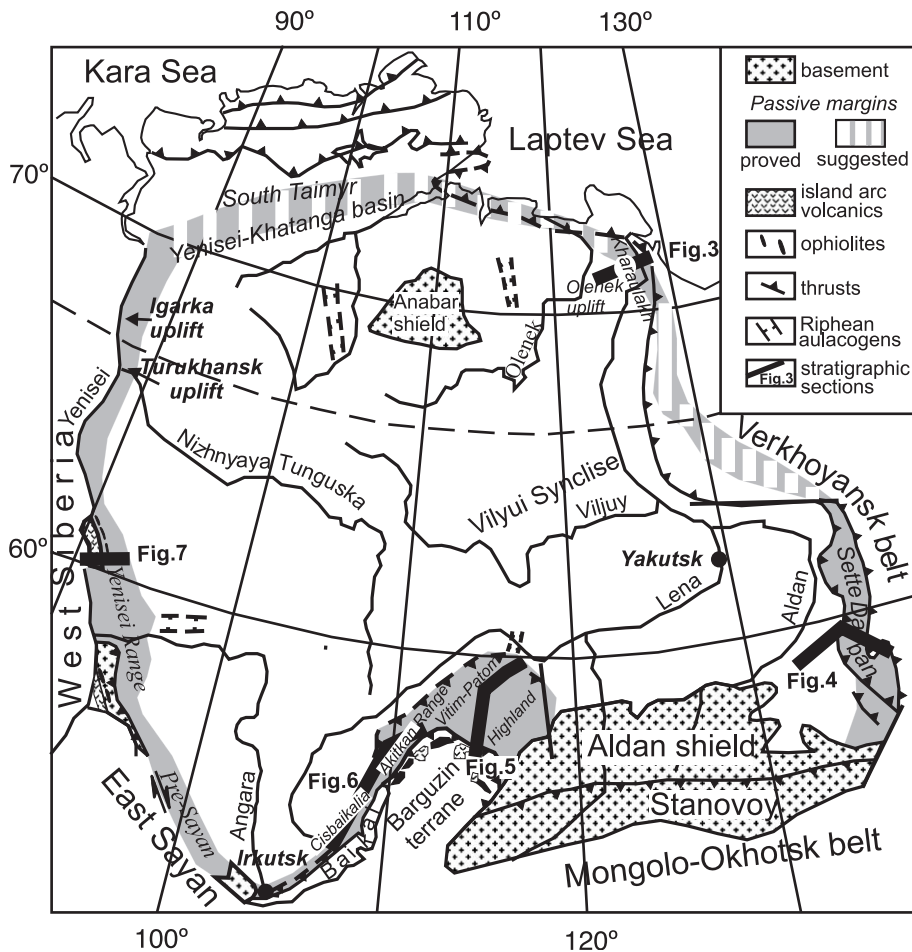 90º
110º
130º
Kara Sea
Laptev Sea
70º
South Taimyr
Yenisei-Khatanga basin
Igarka
uplift
Turukhansk
uplift
Anabar
shield
Olenek
Olenek
uplift
Kharaulakh
Fig.3
basement
Passive margins
proved
suggested
island arc
volcanics
ophiolites
thrusts
Riphean
aulacogens
Fig.3
stratigraphic
sections
Yenisei
Nizhnyaya Tunguska
Vilyui Synclise
Viljuy
Verkhoyansk
belt
West Siberia
60º
Fig.7
Yenisei Range
Yakutsk
Lena
Aldan
Sette Daban
Fig.4
Vitim-Patom
Highland
Akitkan Range
Fig.5
Fig.6
Cisbaikalia
Baikal
Barguzin
terrane
Aldan shield
Stanovoy
Mongolo-Okhotsk belt
Pre-Sayan
East Sayan
Angara
Irkutsk
100º
120º